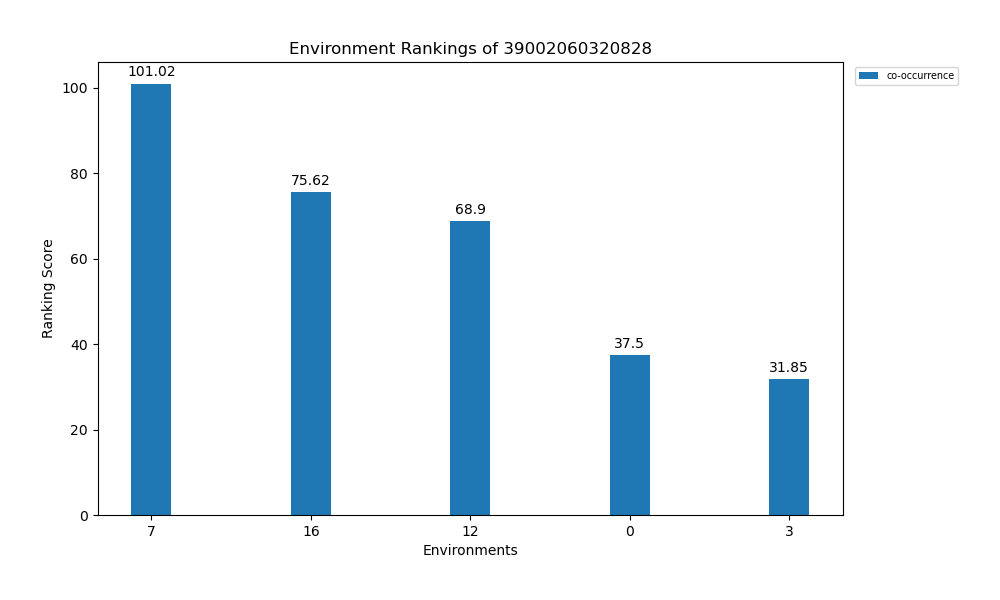 Environment Rankings of 39002060320828
co-occurrence
101.02
75.62
68.9
37.5
31.85
Ranking Score
100
80
60
40
20
0
7 16 12 0 3
Environments